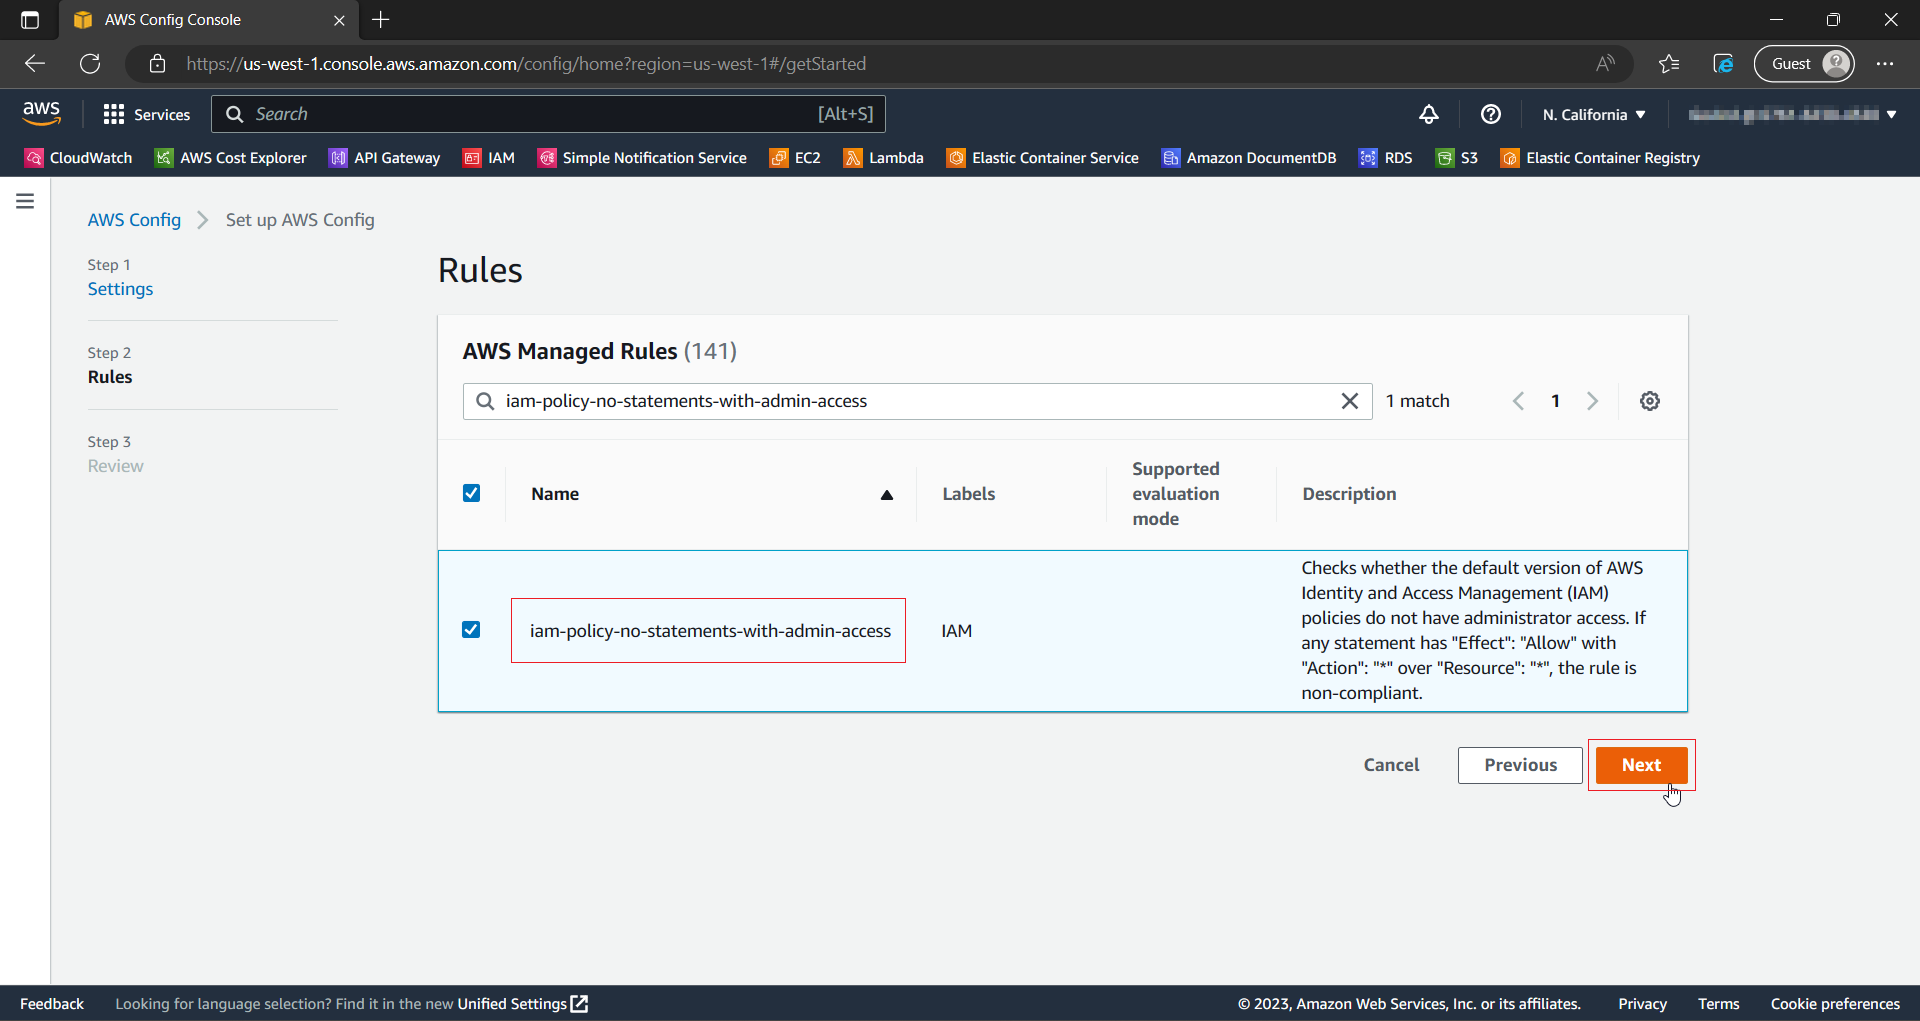 AWS Config Console
https://us-west-1.console.aws.amazon.com/config/home?region=us-west-1#/getStarted
Guest
aws
Services
Search
[Alt+S]
N. California
CloudWatch
AWS Cost Explorer
API Gateway
IAM
Simple Notification Service
EC2
Lambda
Elastic Container Service
Amazon DocumentDB
RDS
S3
Elastic Container Registry
AWS Config
Set up AWS Config
Step 1
Settings
Step 2
Rules
Step 3
Review
Rules
AWS Managed Rules (141)
iam-policy-no-statements-with-admin-access
1 match
1
Name
Labels
Supported
evaluation
mode
Description
iam-policy-no-statements-with-admin-access
IAM
Checks whether the default version of AWS
Identity and Access Management (IAM)
policies do not have administrator access. If
any statement has "Effect": "Allow" with
"Action": "*" over "Resource": "*", the rule is
non-compliant.
Cancel
Previous
Next
Feedback
Looking for language selection? Find it in the new Unified Settings
© 2023, Amazon Web Services, Inc. or its affiliates.
Privacy
Terms
Cookie preferences